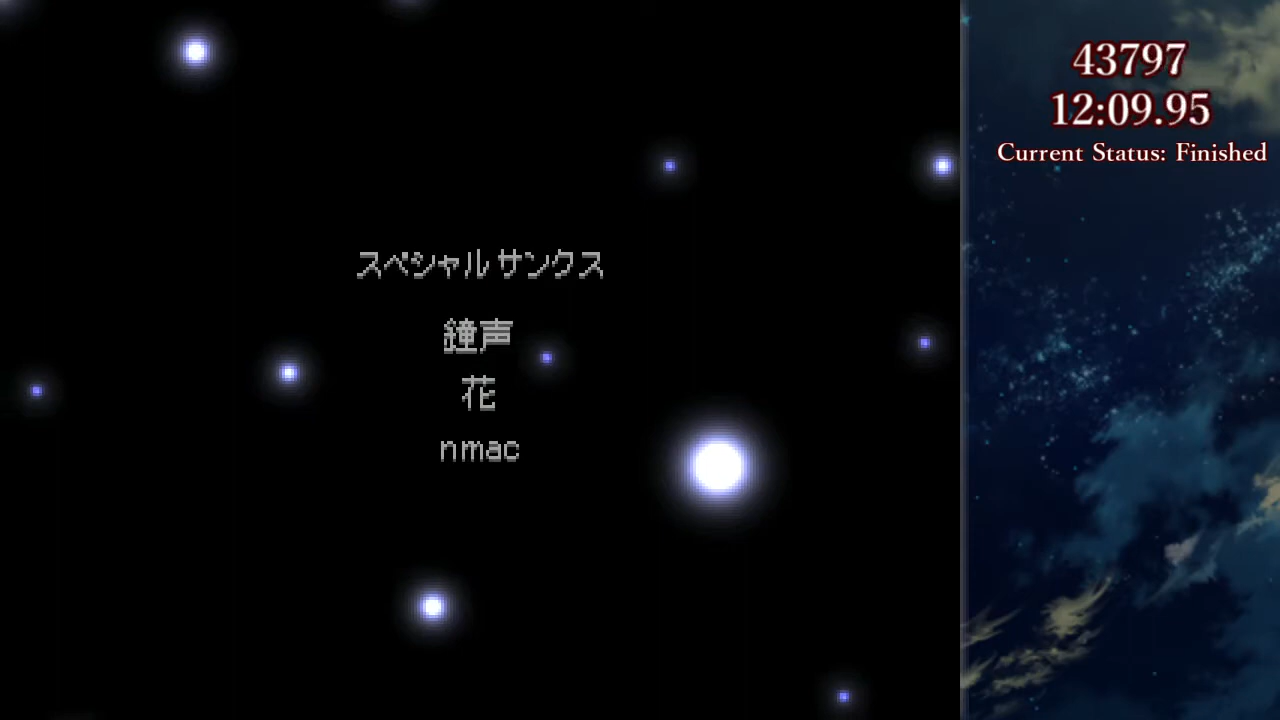 43797
12:09.95
Current Status: Finished
スペシャル サンクス
鐘声
花
nmac